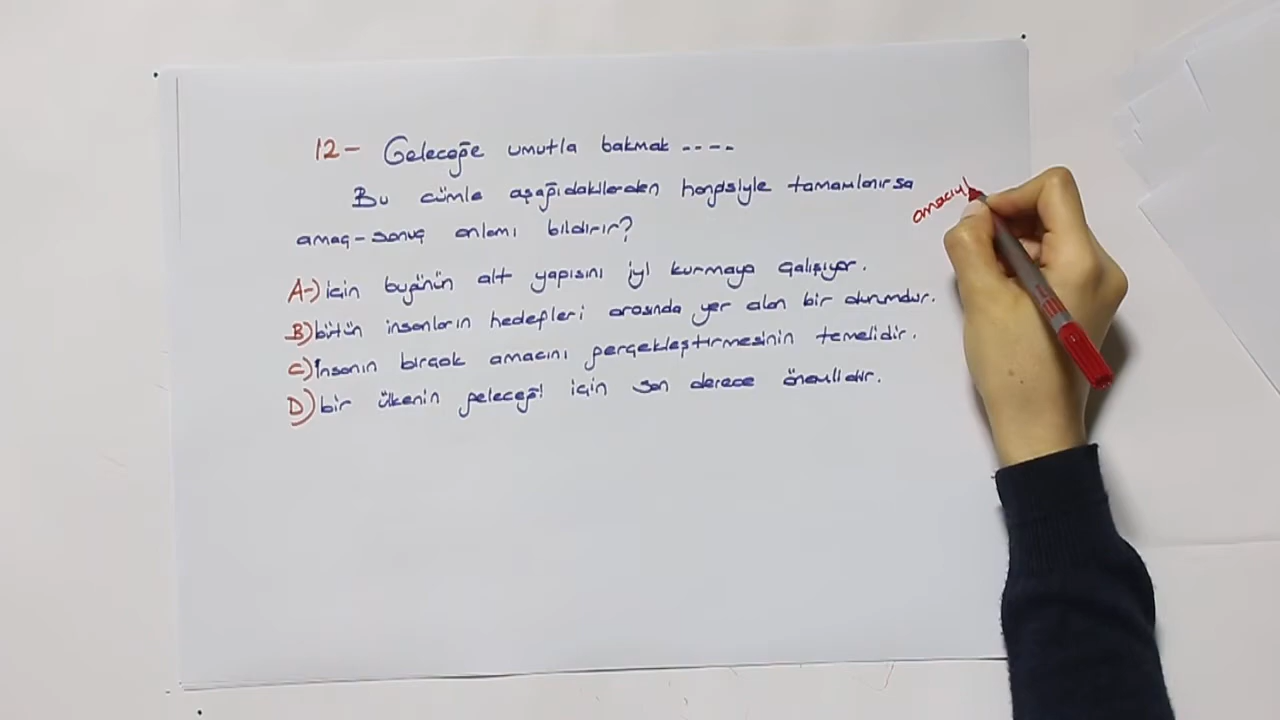 12- Geleceğe umutla bakmak ----
Bu cümle aşağıdakilerden hangisiyle tamamlanırsa
amaç-sonuç anlamı bildirir?
amacıyl
A-) için bugünün alt yapısını iyi kurmaya çalışıyor.
B) bütün insanların hedefleri arasında yer alan bir durumdur.
C) insanın birçok amacını gerçekleştirmesinin temelidir.
D) bir ülkenin geleceği için son derece önemlidir.